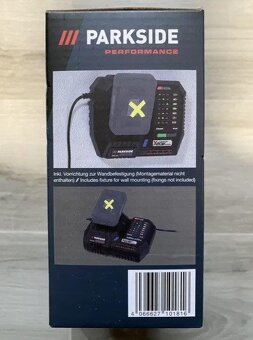 /// PARKSIDE
PERFORMANCE
Inkl. Vorrichtung zur Wandbefestigung (Montagematerial nicht
enthalten) // Includes fixture for wall mounting (fixings not included)
PARKSIDE
4 066627 101816